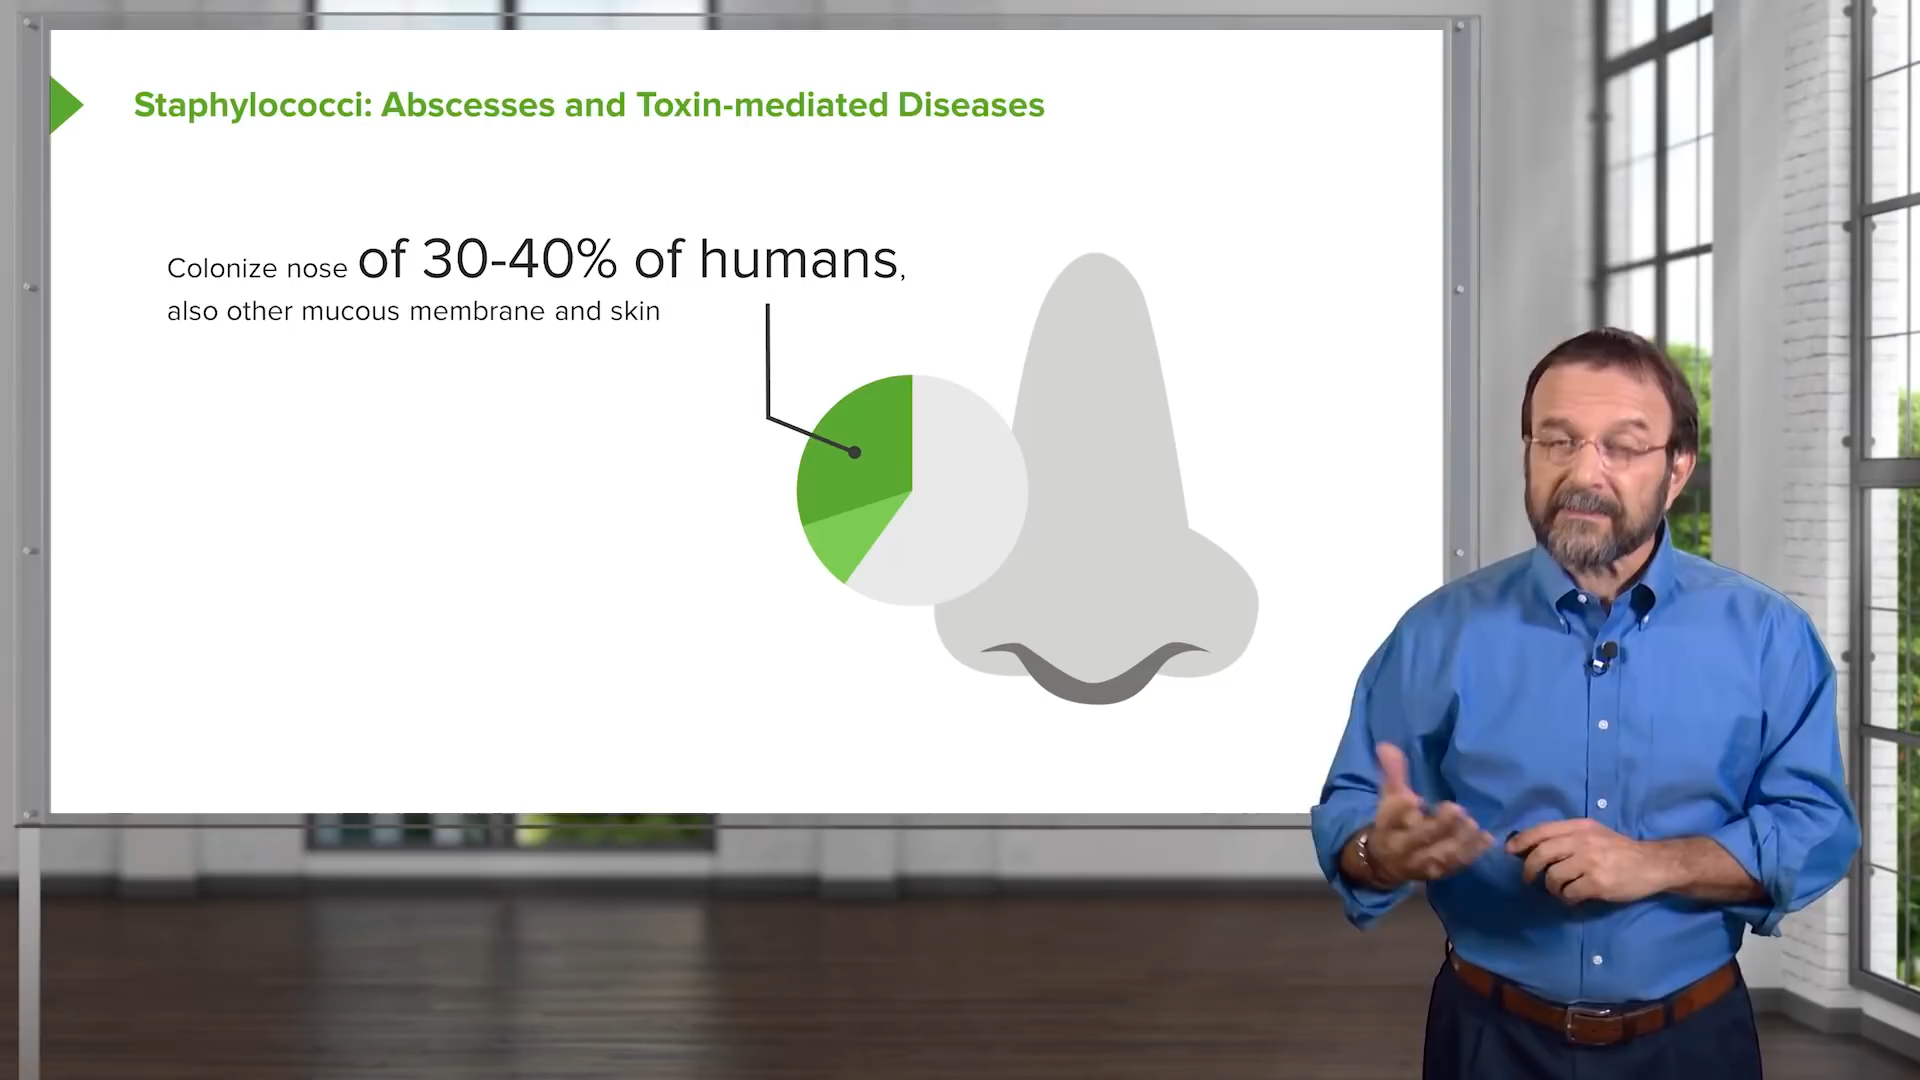 Staphylococci: Abscesses and Toxin-mediated Diseases
Colonize nose of 30-40% of humans,
also other mucous membrane and skin